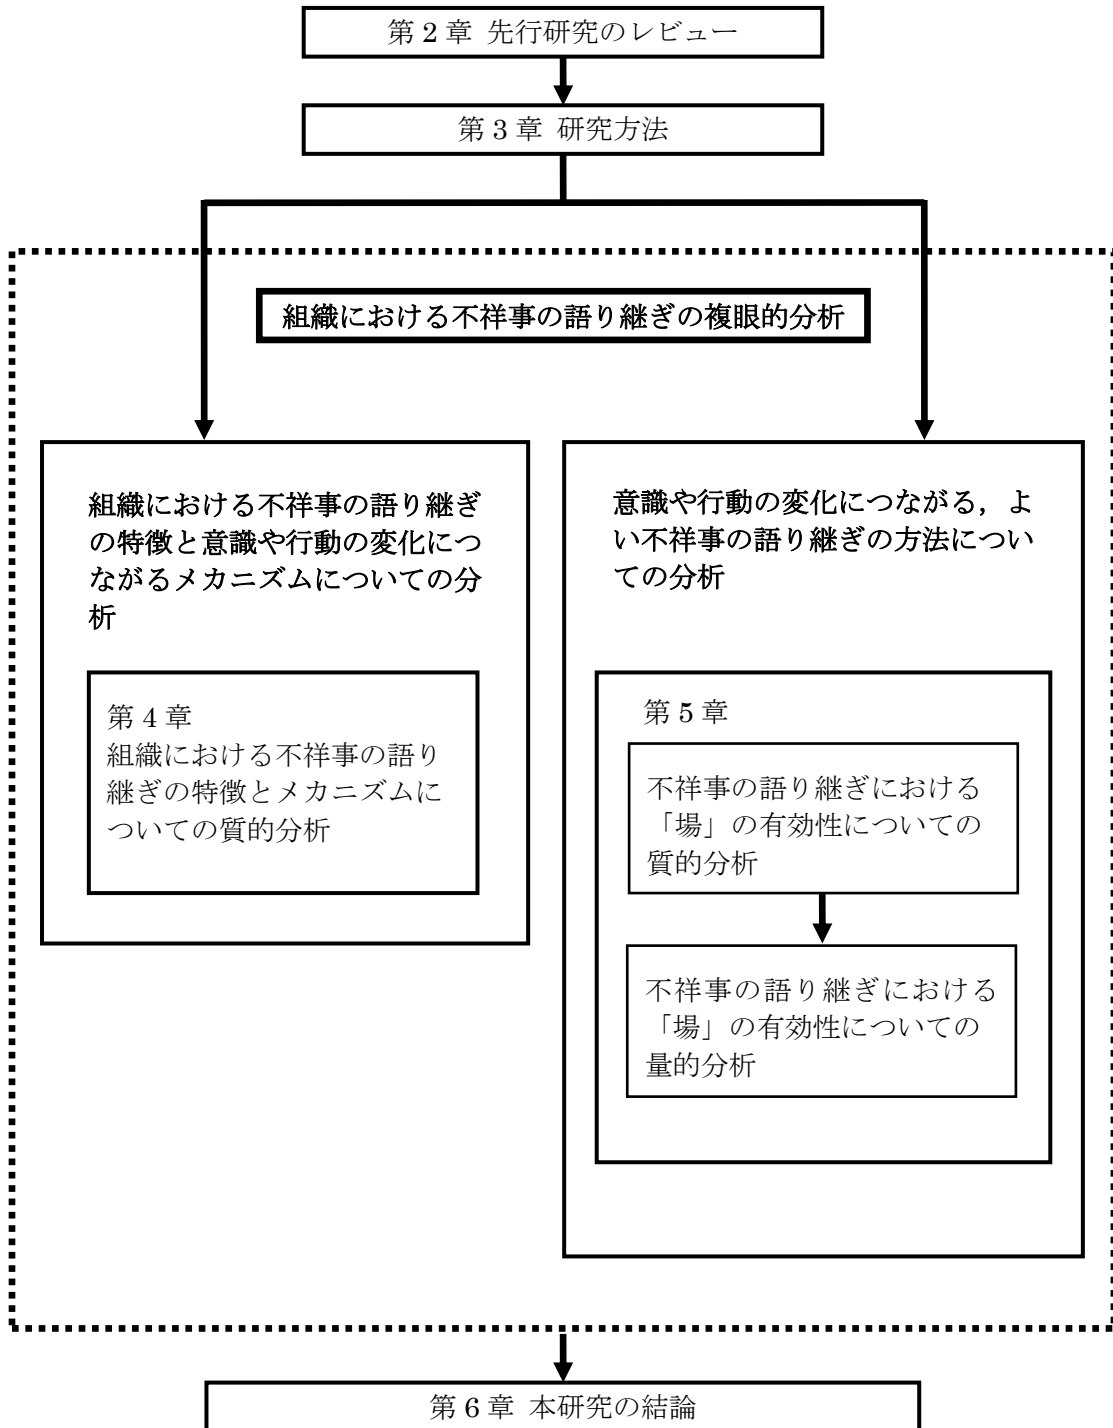 第 2 章 先行研究のレビュー
第 3 章 研究方法
組織における不祥事の語り継ぎの複眼的分析
組織における不祥事の語り継ぎ
の特徴と意識や行動の変化につ
ながるメカニズムについての分
析
第 4 章
組織における不祥事の語り
継ぎの特徴とメカニズムに
ついての質的分析
意識や行動の変化につながる，よ
い不祥事の語り継ぎの方法につい
ての分析
第 5 章
不祥事の語り継ぎにおける
「場」の有効性についての
質的分析
不祥事の語り継ぎにおける
「場」の有効性についての
量的分析
第 6 章 本研究の結論